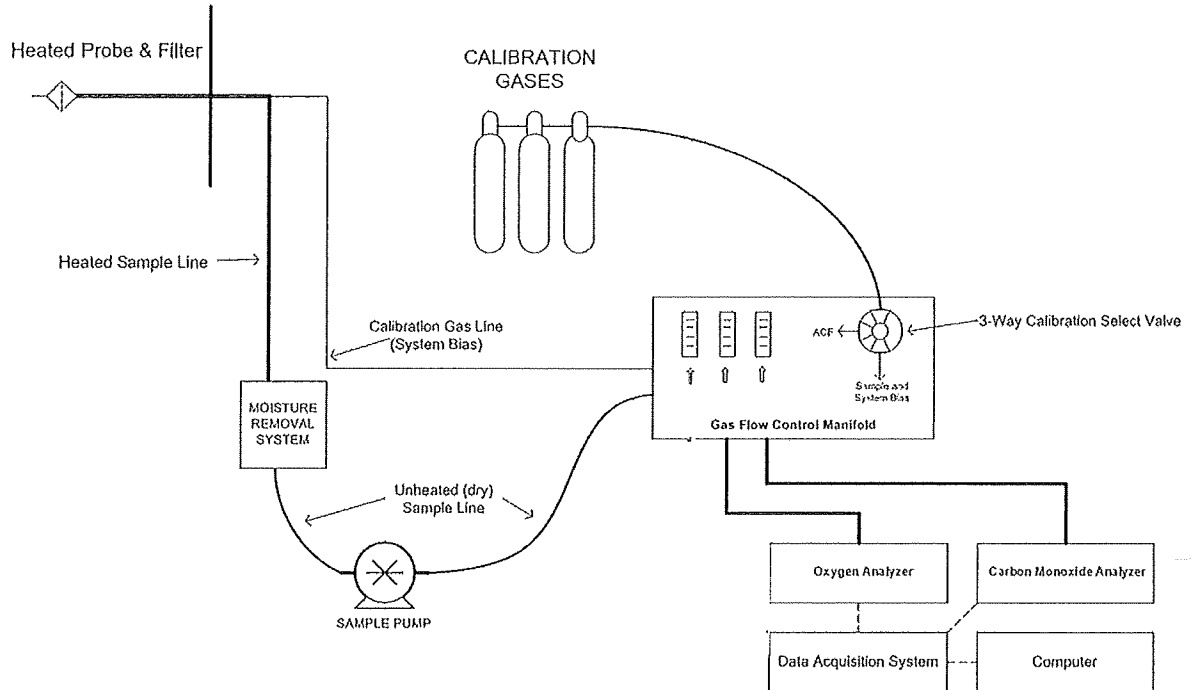 Heated Probe & Filter
CALIBRATION
GASES
Heated Sample Line
Calibration Gas Line
(System Bias)
ACF
3-Way Calibration Select Valve
Sample and
System Bias
Gas Flow Control Manifold
MOISTURE
REMOVAL
SYSTEM
Unheated (dry)
Sample Line
SAMPLE PUMP
Oxygen Analyzer
Carbon Monoxide Analyzer
Data Acquisition System
Computer